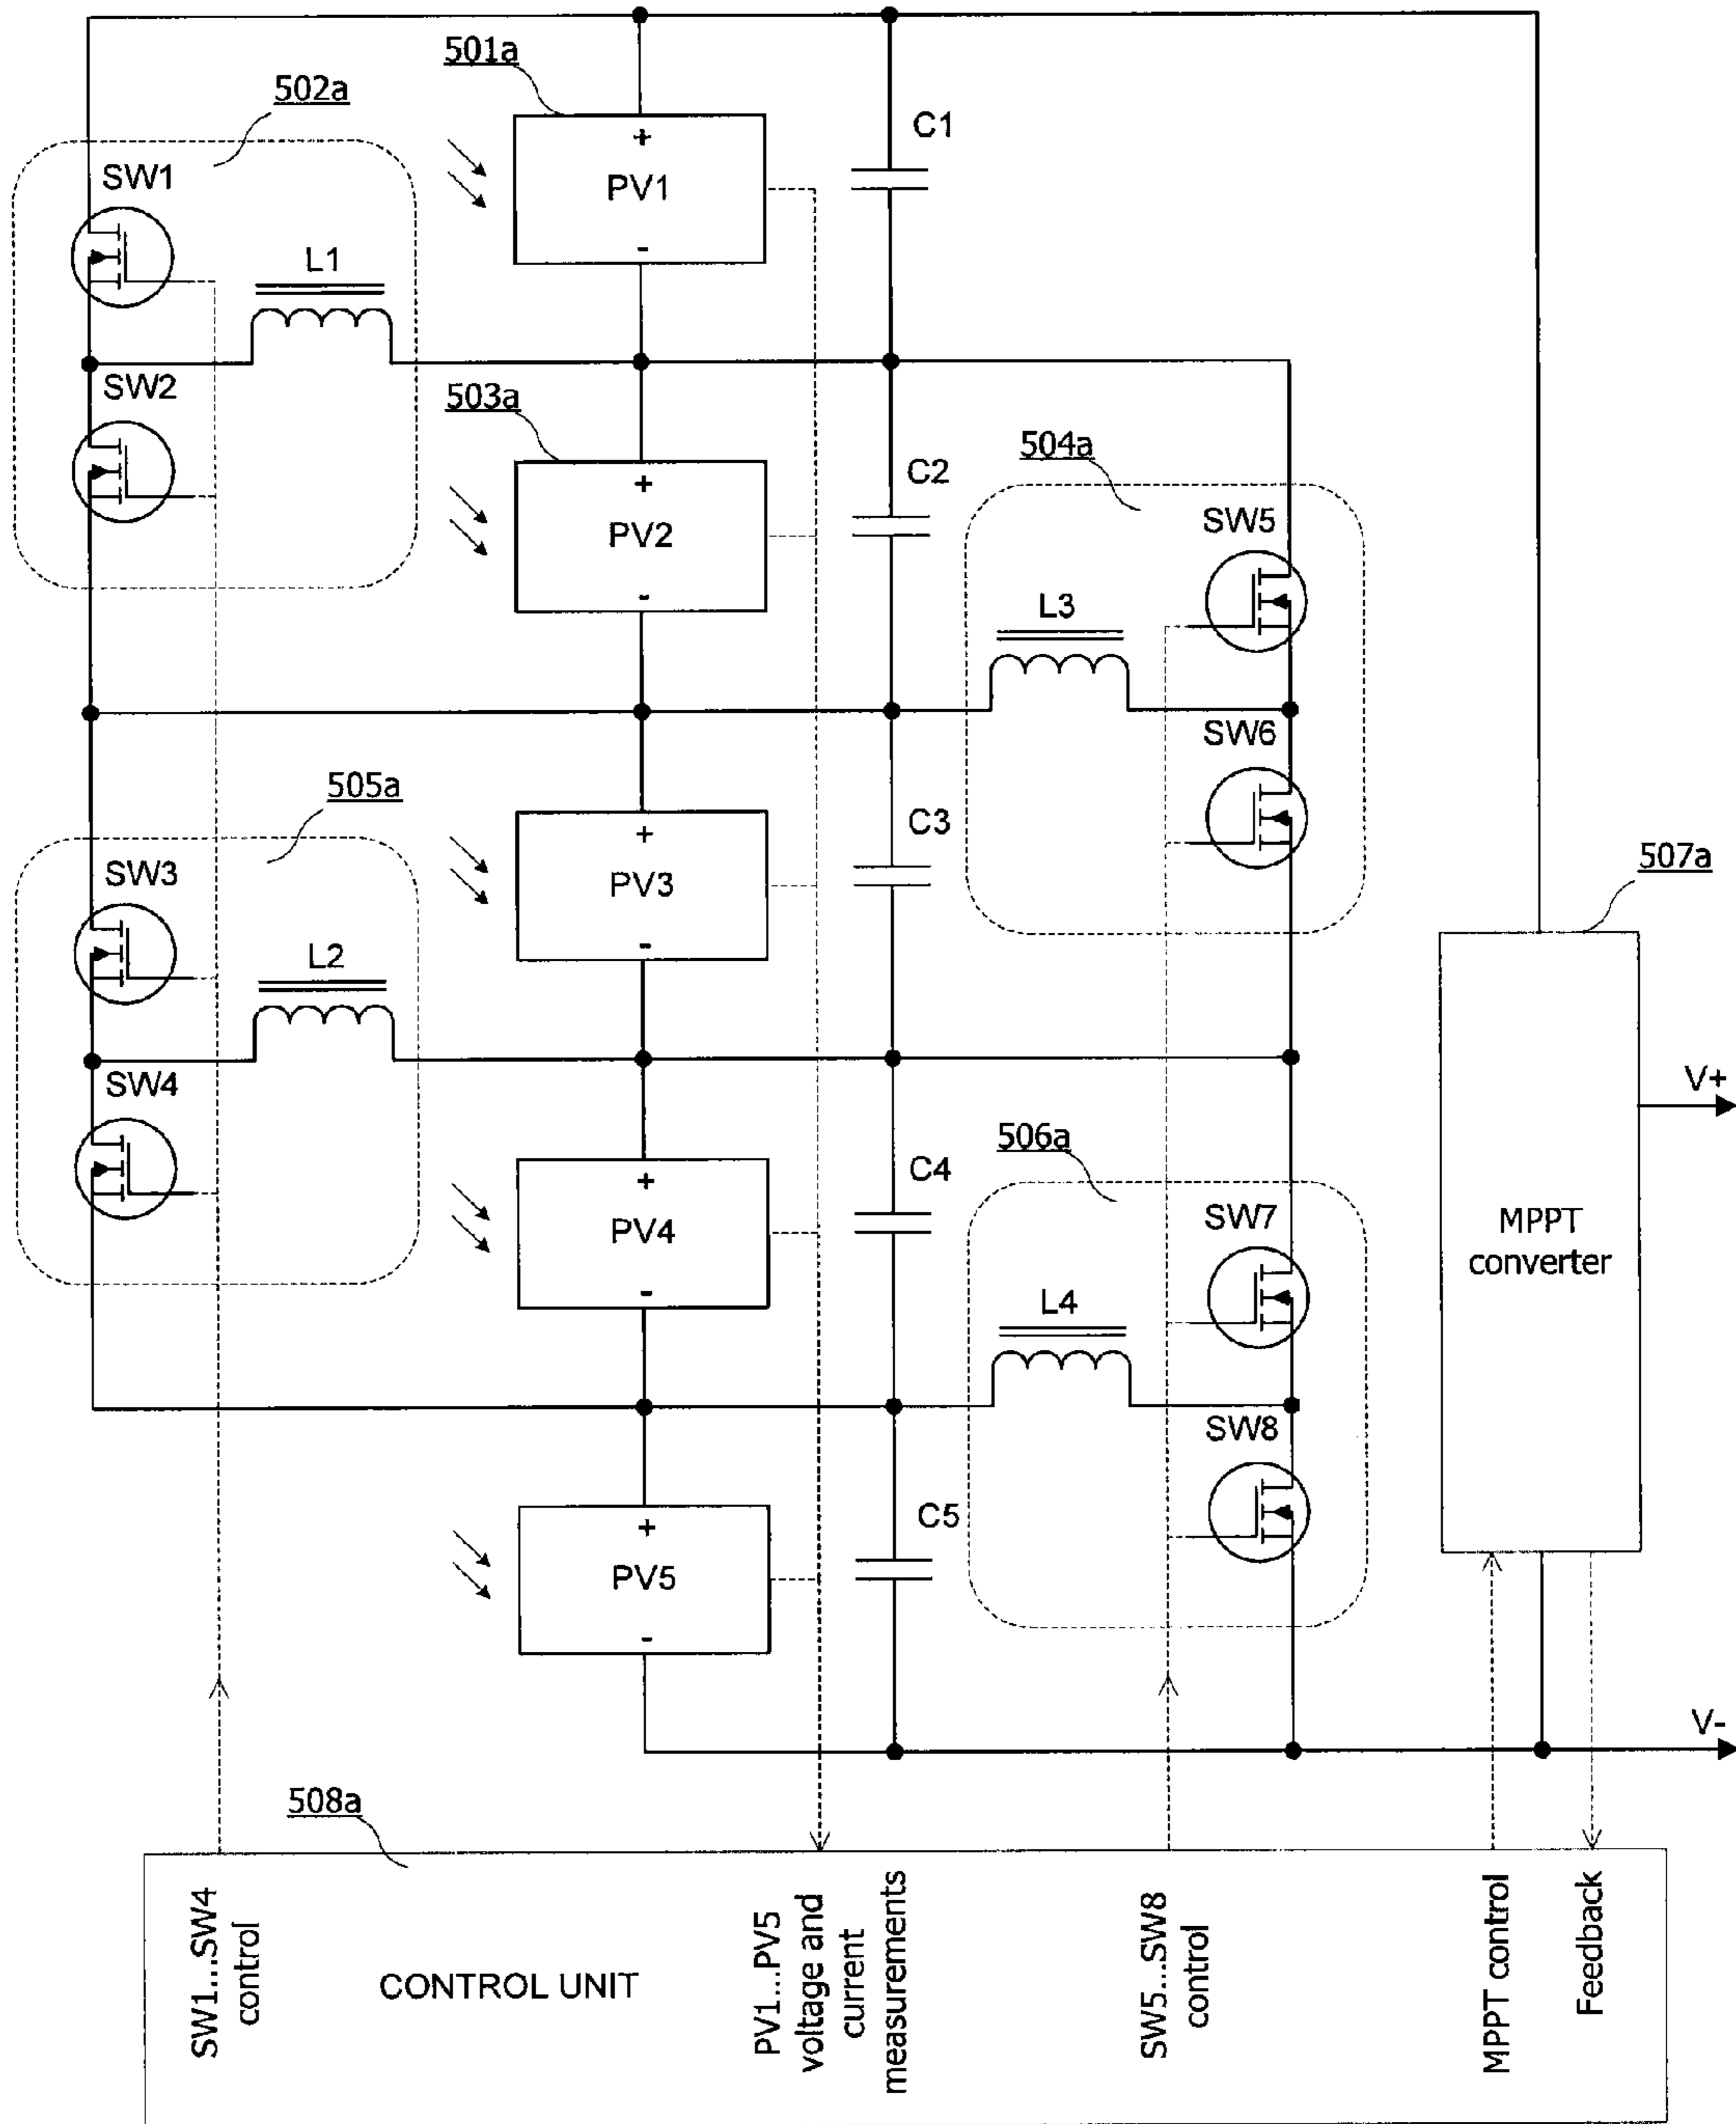 501a
502a
C1
SW1
+
PV1
-
L1
SW2
503a
504a
C2
+
PV2
-
SW5
L3
SW6
505a
C3
507a
SW3
+
PV3
-
L2
SW4
V+
506a
C4
+
PV4
-
SW7
MPPT
converter
L4
SW8
C5
+
PV5
-
V-
508a
SW1...SW4
control
CONTROL UNIT
PV1...PV5
voltage and
current
measurements
SW5...SW8
control
MPPT control
Feedback